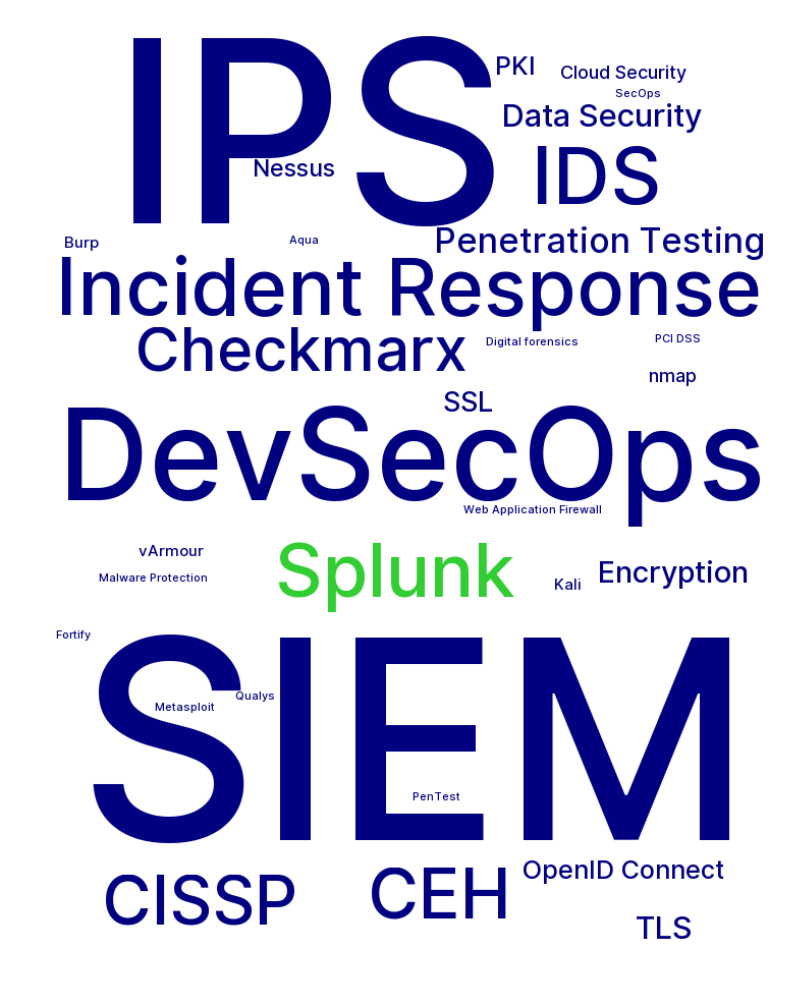 IPS
PKI
Cloud Security
SecOps
Data Security
IDS
Nessus
Penetration Testing
Burp
Aqua
Incident Response
Checkmarx
Digital forensics
PCI DSS
nmap
SSL
DevSecOps
Web Application Firewall
vArmour
Splunk
Malware Protection
Kali
Encryption
Fortify
SIEM
Qualys
Metasploit
PenTest
CISSP
CEH
OpenID Connect
TLS